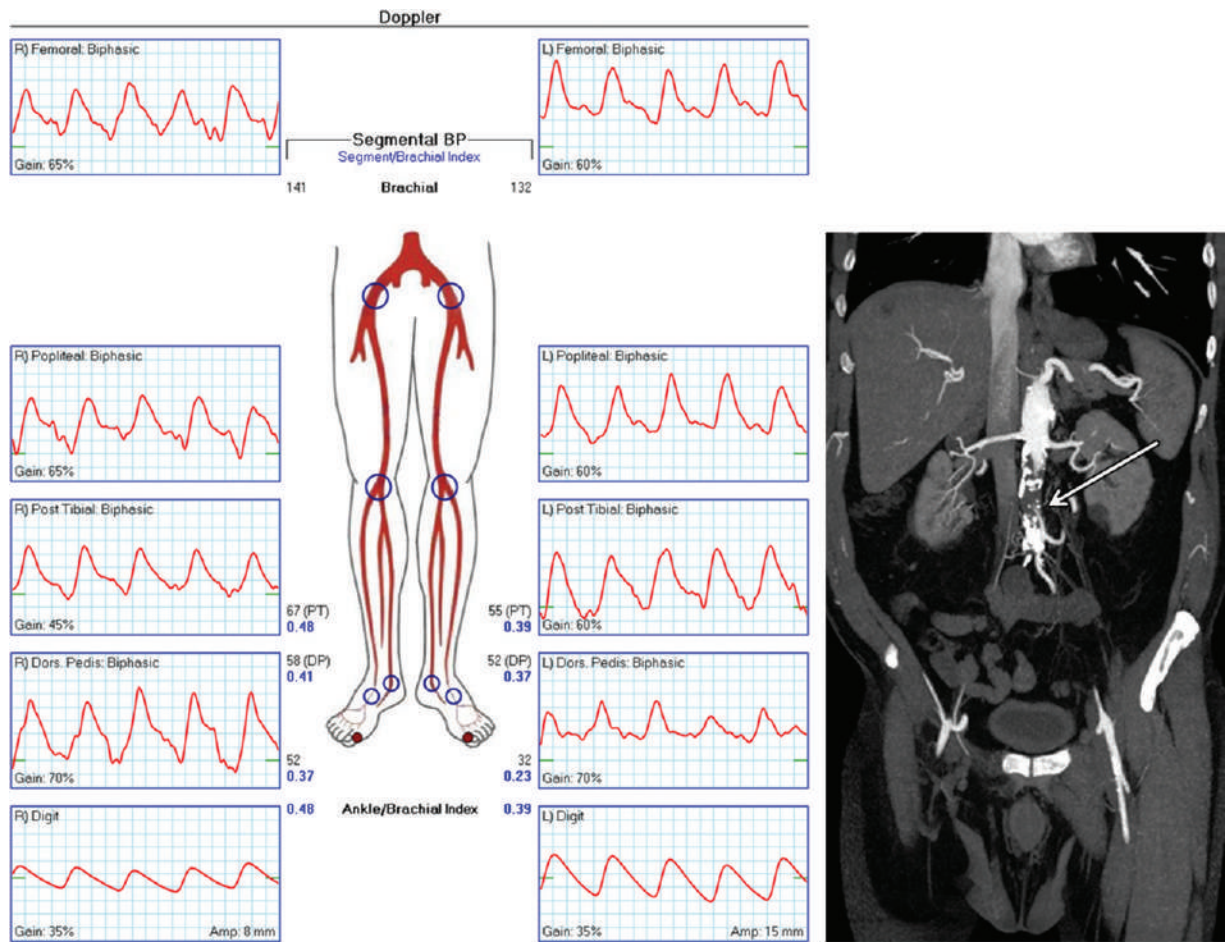 Doppler
R) Femoral: Biphasic
Gain: 65%
L) Femoral: Biphasic
Gain: 60%
Segmental BP
Segment/Brachial Index
141 Brachial 132
R) Popliteal: Biphasic
Gain: 65%
L) Popliteal: Biphasic
Gain: 60%
R) Post Tibial: Biphasic
Gain: 45%
67 (PT)
0.48
55 (PT)
0.39
L) Post Tibial: Biphasic
Gain: 60%
R) Dors. Pedis: Biphasic
Gain: 70%
58 (DP)
0.41
52 (DP)
0.37
L) Dors. Pedis: Biphasic
Gain: 70%
52
0.37
32
0.23
0.48 Ankle/Brachial Index 0.39
R) Digit
Gain: 35% Amp: 8 mm
L) Digit
Gain: 35% Amp: 15 mm